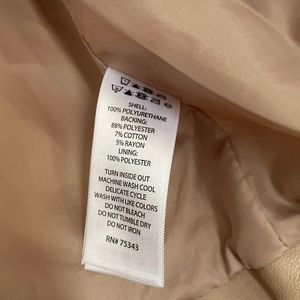 SHELL:
100% POLYURETHANE
BACKING:
88% POLYESTER
7% COTTON
5% RAYON
LINING:
100% POLYESTER
TURN INSIDE OUT
MACHINE WASH COOL
DELICATE CYCLE
WASH WITH LIKE COLORS
DO NOT BLEACH
DO NOT TUMBLE DRY
DO NOT IRON
RN# 75343